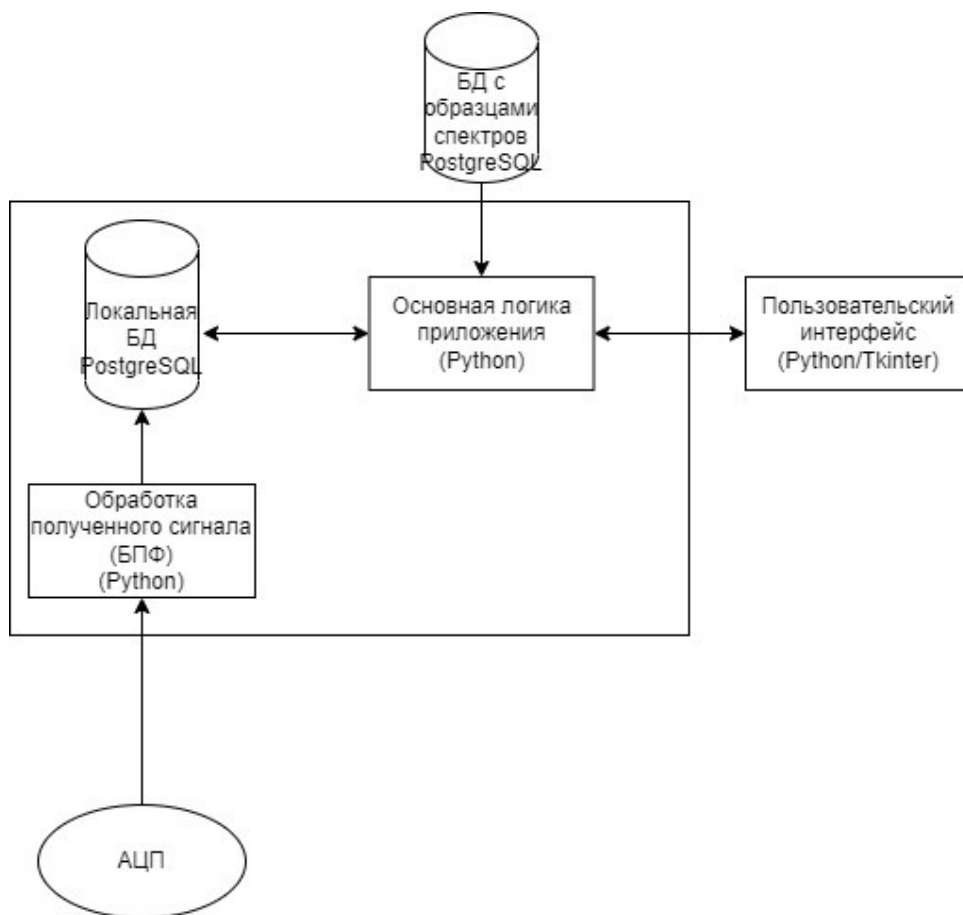 БД с
образцами
спектров
PostgreSQL
Локальная
БД
PostgreSQL
Основная логика
приложения
(Python)
Пользовательский
интерфейс
(Python/Tkinter)
Обработка
полученного сигнала
(БПФ)
(Python)
АЦП